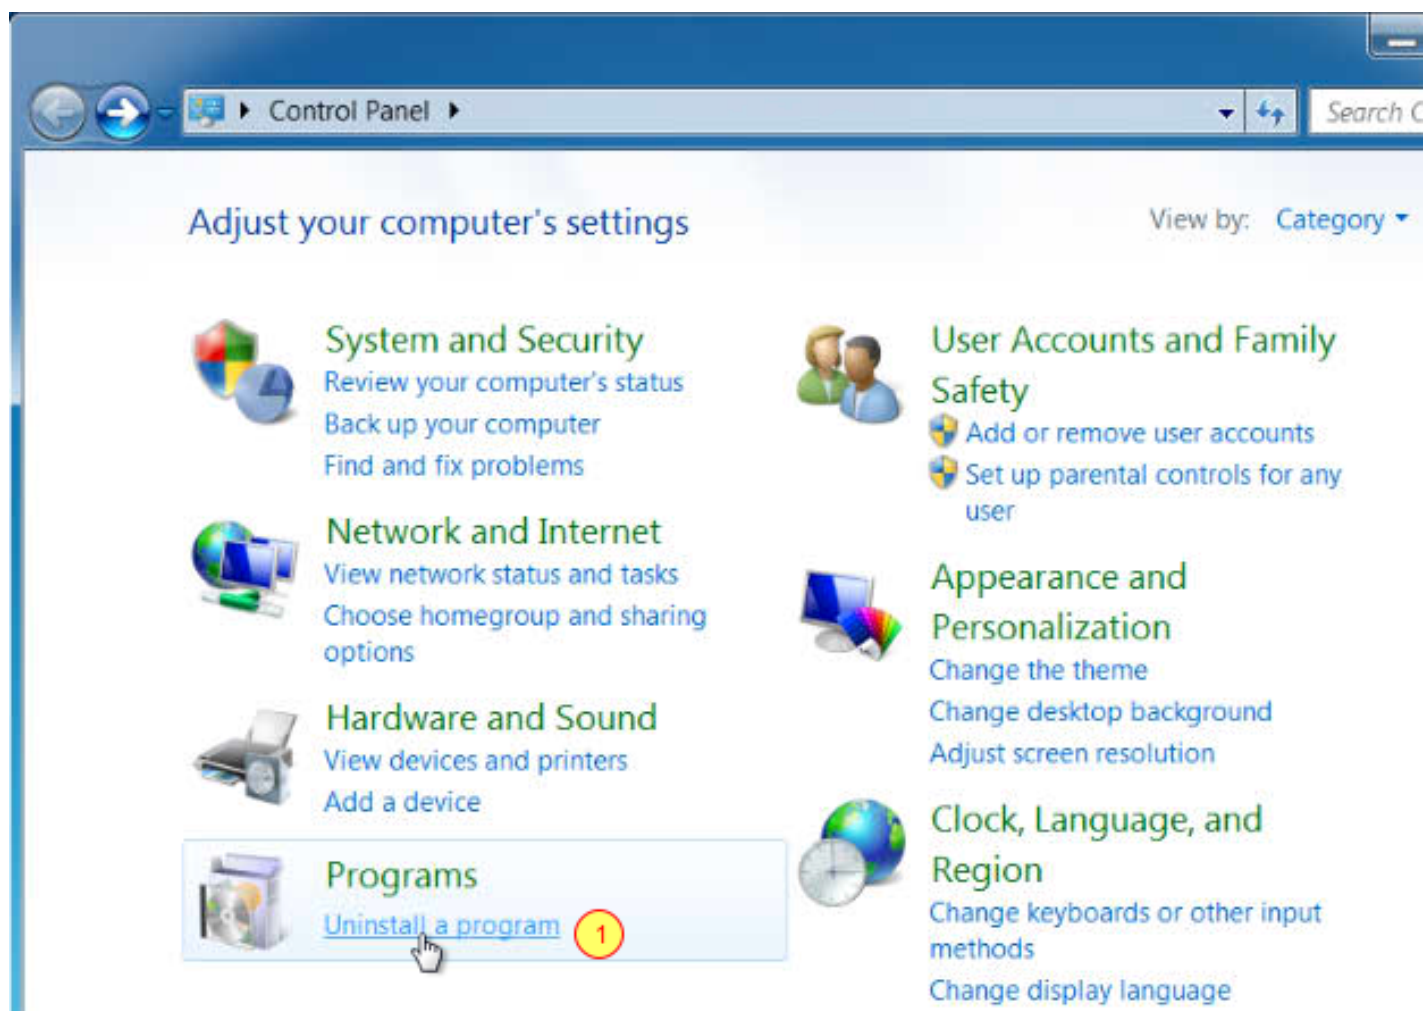 Control Panel
Search
Adjust your computer's settings
View by: Category
System and Security
Review your computer's status
Back up your computer
Find and fix problems
Network and Internet
View network status and tasks
Choose homegroup and sharing
options
Hardware and Sound
View devices and printers
Add a device
Programs
Uninstall a program 1
User Accounts and Family
Safety
Add or remove user accounts
Set up parental controls for any
user
Appearance and
Personalization
Change the theme
Change desktop background
Adjust screen resolution
Clock, Language, and
Region
Change keyboards or other input
methods
Change display language